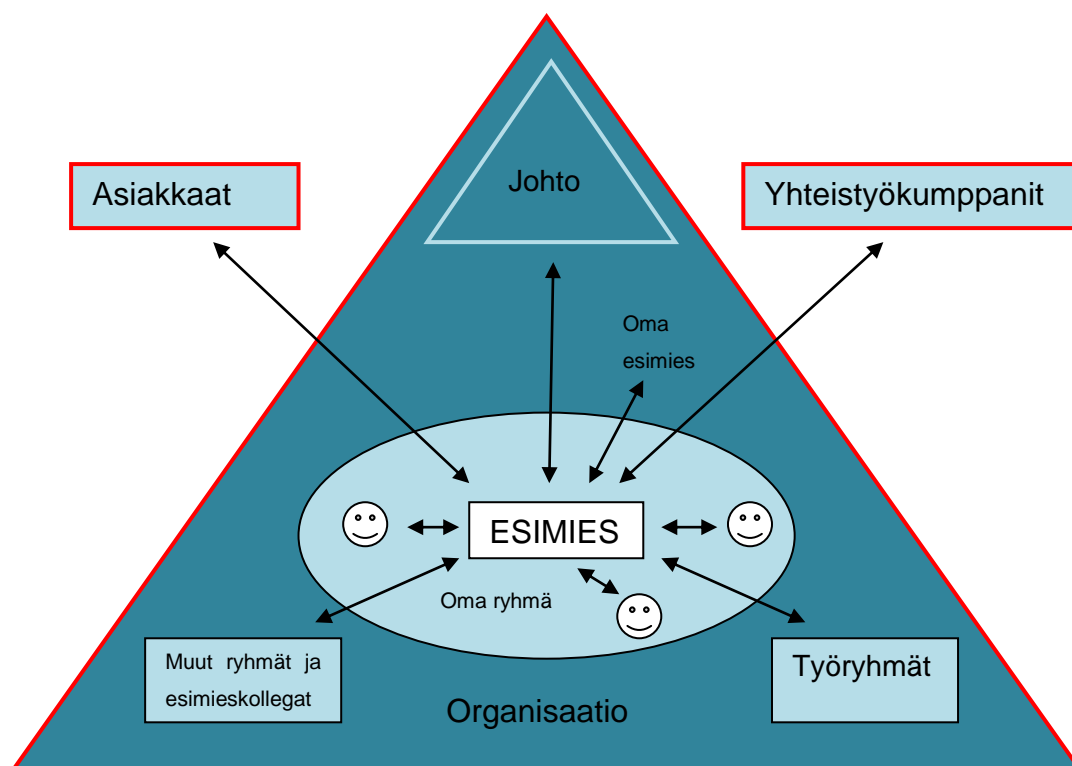 Johto
Asiakkaat
Yhteistyökumppanit
Oma
esimies
ESIMIES
Oma ryhmä
Muut ryhmät ja
esimieskollegat
Työryhmät
Organisaatio